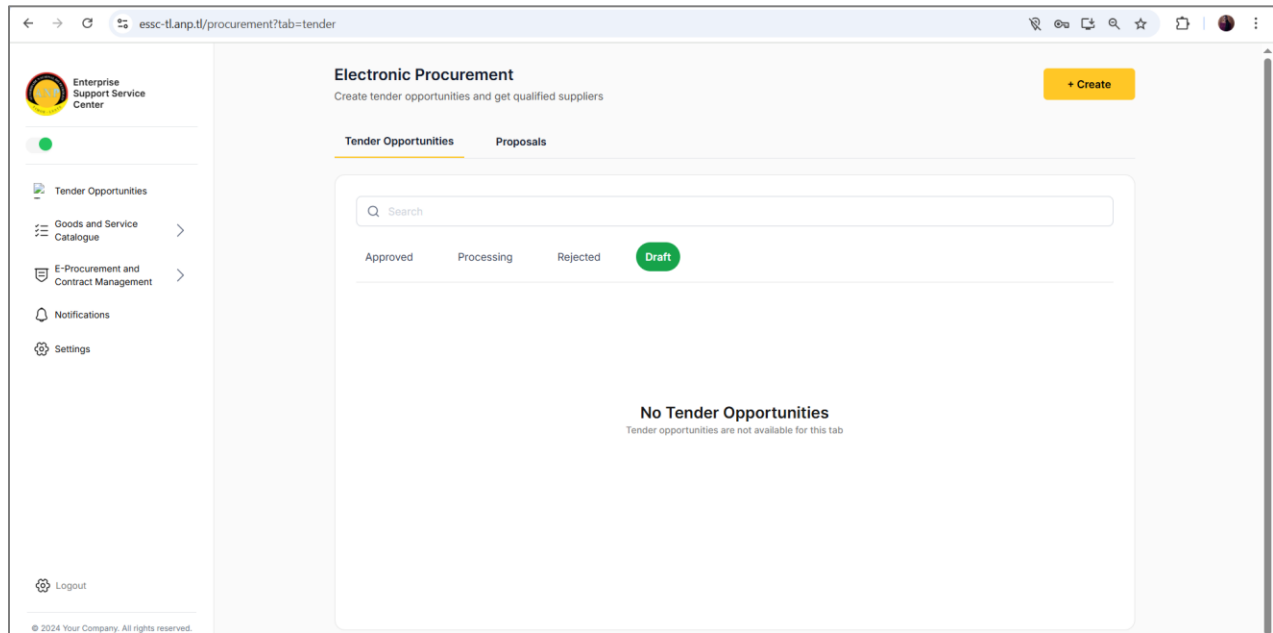 essc-tl.anp.tl/procurement?tab=tender
Enterprise
Support Service
Center
Tender Opportunities
Goods and Service
Catalogue
E-Procurement and
Contract Management
Notifications
Settings
Logout
© 2024 Your Company. All rights reserved.
Electronic Procurement
Create tender opportunities and get qualified suppliers
+ Create
Tender Opportunities Proposals
Search
Approved Processing Rejected Draft
No Tender Opportunities
Tender opportunities are not available for this tab